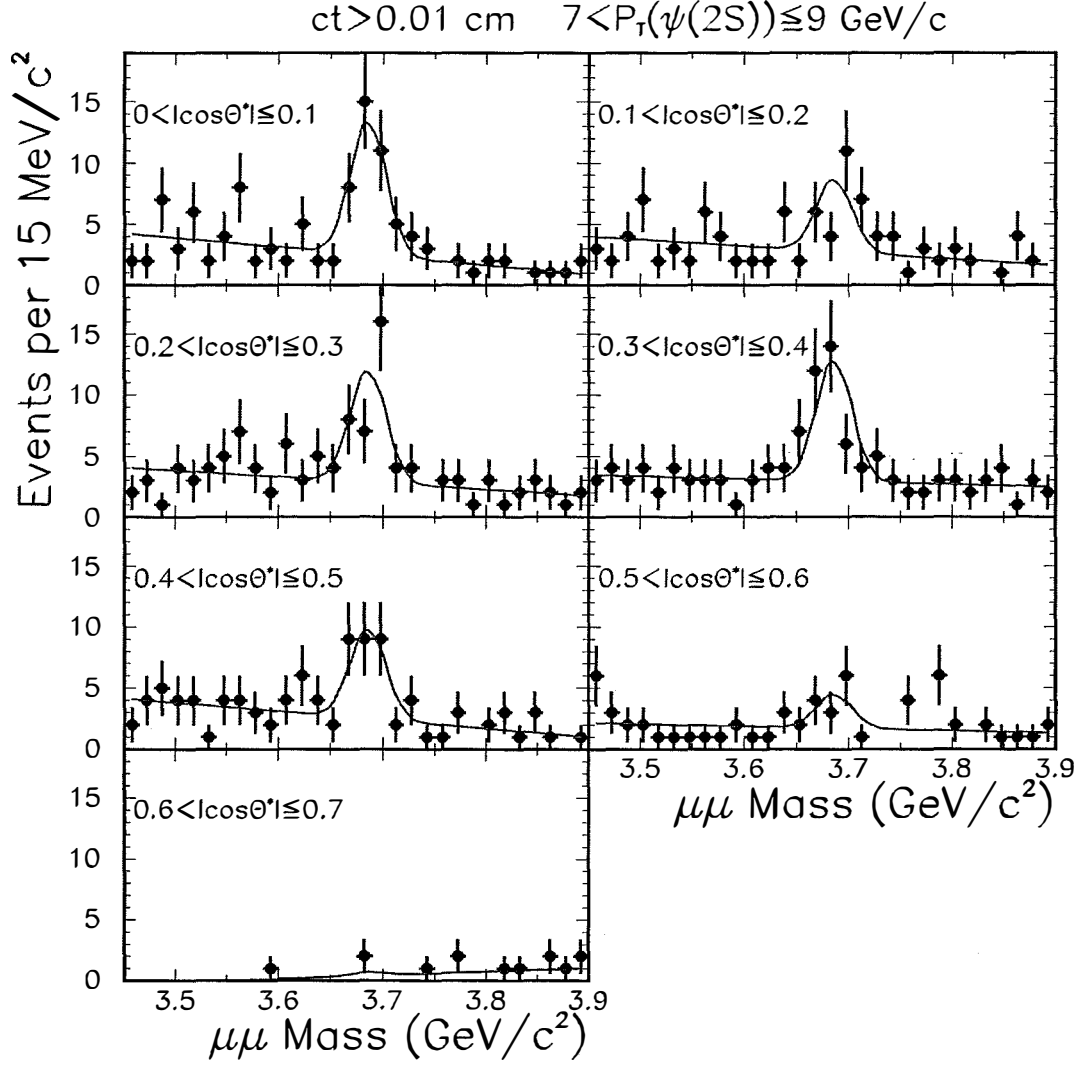 ct>0.01 cm 7<P_T(ψ(2S))≦9 GeV/c
Events per 15 MeV/c²
0<|cosθ*|≦0.1
0.1<|cosθ*|≦0.2
15
10
5
0
0.2<|cosθ*|≦0.3
0.3<|cosθ*|≦0.4
15
10
5
0
0.4<|cosθ*|≦0.5
0.5<|cosθ*|≦0.6
15
10
5
0
3.5 3.6 3.7 3.8 3.9
μμ Mass (GeV/c²)
0.6<|cosθ*|≦0.7
15
10
5
0
3.5 3.6 3.7 3.8 3.9
μμ Mass (GeV/c²)